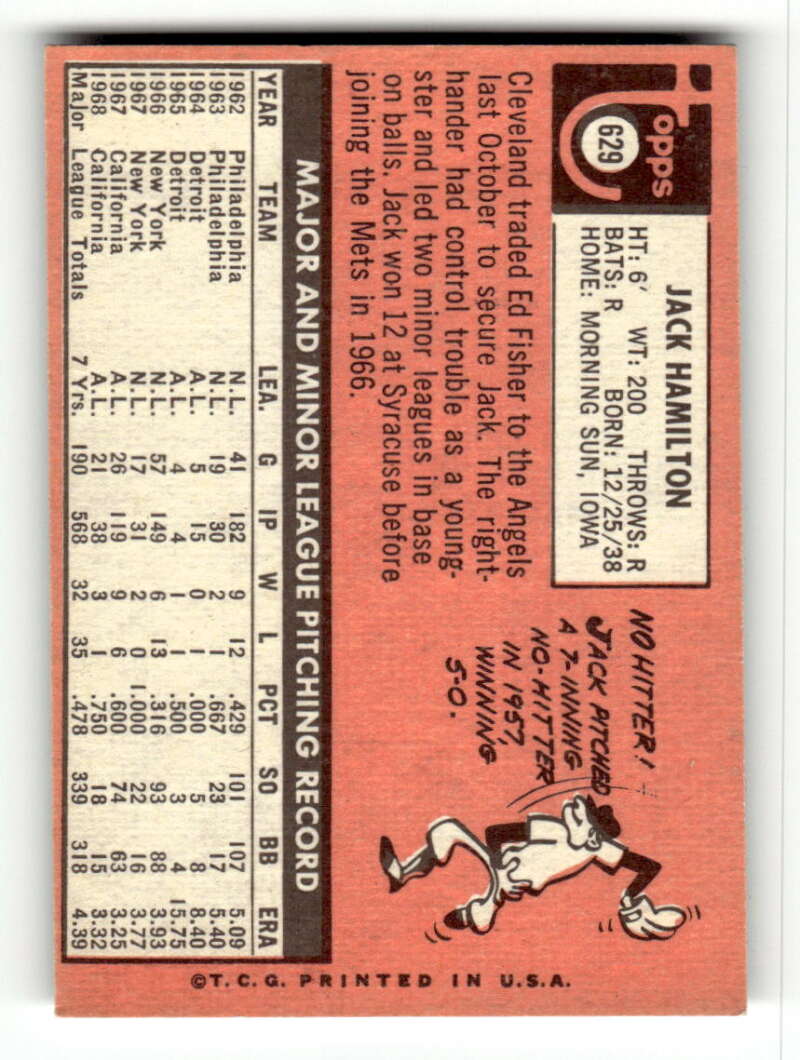 Topps
629
JACK HAMILTON
HT: 6' WT: 200 THROWS: R
BATS: R BORN: 12/25/38
HOME: MORNING SUN, IOWA
Cleveland traded Ed Fisher to the Angels
last October to secure Jack. The right-
hander had control trouble as a young-
ster and led two minor leagues in base
on balls. Jack won 12 at Syracuse before
joining the Mets in 1966.
NO HITTER!
JACK PITCHED
A 7-INNING
NO-HITTER
IN 1957,
WINNING
5-0.
MAJOR AND MINOR LEAGUE PITCHING RECORD
YEAR TEAM LEA. G IP W L PCT SO BB ERA
1962 Philadelphia N.L. 41 182 9 12 .429 101 107 5.09
1963 Philadelphia N.L. 19 30 2 1 .667 23 17 5.40
1964 Detroit A.L. 5 15 0 1 .000 5 8 8.40
1965 Detroit A.L. 4 4 1 1 .500 3 4 15.75
1966 New York N.L. 57 149 6 13 .316 93 88 3.93
1967 New York N.L. 17 31 2 0 1.000 22 16 3.77
1967 California A.L. 26 119 9 6 .600 74 63 3.25
1968 California A.L. 21 38 3 1 .750 18 15 3.32
Major League Totals 7 Yrs. 190 568 32 35 .478 339 318 4.39
©T.C.G. PRINTED IN U.S.A.